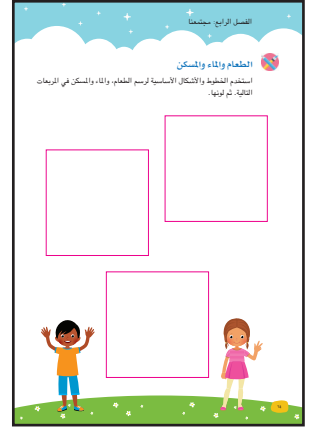 الفصل الرابع: مجتمعنا
الطعام والماء والمسكن
استخدم الخطوط والأشكال الأساسية لرسم الطعام، والماء والمسكن في المربعات
التالية. ثم لونها.